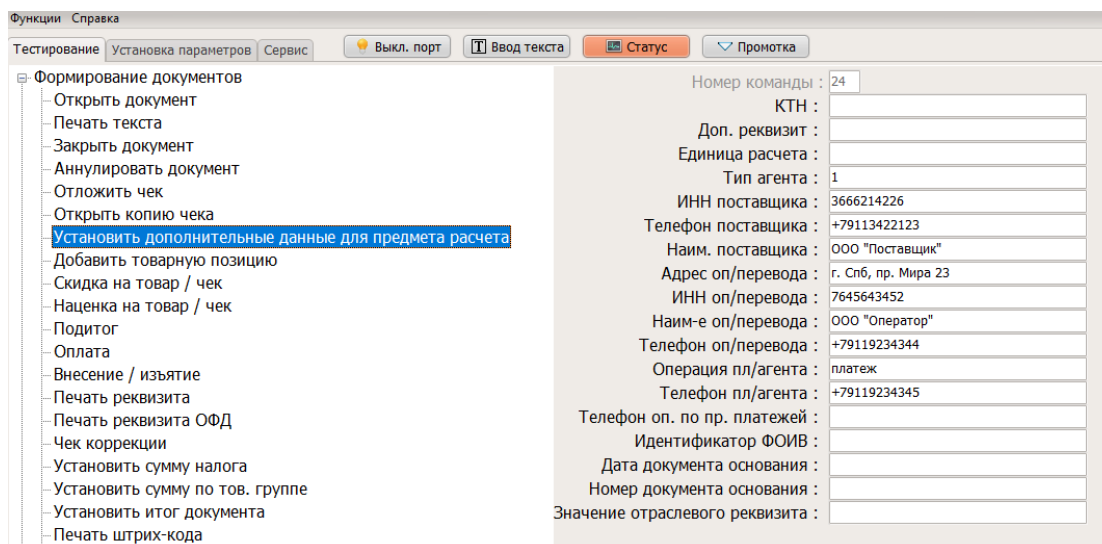 Функции Справка
Тестирование Установка параметров Сервис Выкл. порт Ввод текста Статус Промотка
Формирование документов
Открыть документ
Печать текста
Закрыть документ
Аннулировать документ
Отложить чек
Открыть копию чека
Установить дополнительные данные для предмета расчета
Добавить товарную позицию
Скидка на товар / чек
Наценка на товар / чек
Подитог
Оплата
Внесение / изъятие
Печать реквизита
Печать реквизита ОФД
Чек коррекции
Установить сумму налога
Установить сумму по тов. группе
Установить итог документа
Печать штрих-кода
Номер команды : 24
КТН :
Доп. реквизит :
Единица расчета :
Тип агента : 1
ИНН поставщика : 3666214226
Телефон поставщика : +79113422123
Наим. поставщика : ООО "Поставщик"
Адрес оп/перевода : г. Спб, пр. Мира 23
ИНН оп/перевода : 7645643452
Наим-е оп/перевода : ООО "Оператор"
Телефон оп/перевода : +79119234344
Операция пл/агента : платеж
Телефон пл/агента : +79119234345
Телефон оп. по пр. платежей :
Идентификатор ФОИВ :
Дата документа основания :
Номер документа основания :
Значение отраслевого реквизита :